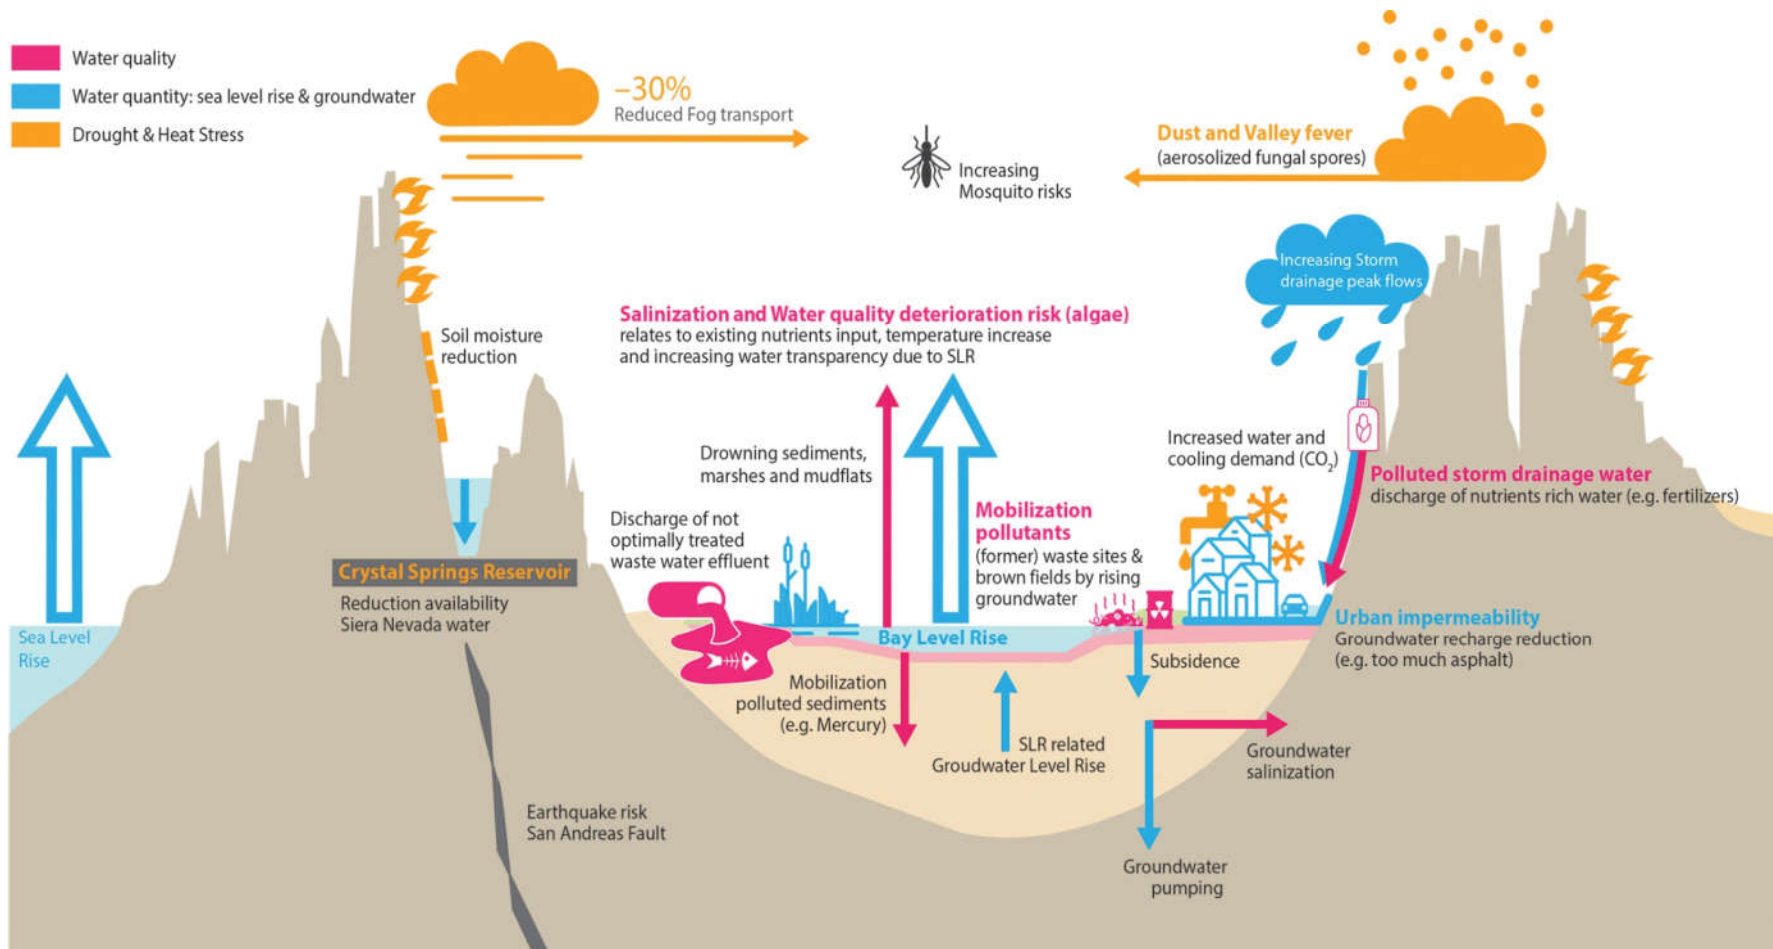 Water quality
Water quantity: sea level rise & groundwater
Drought & Heat Stress
–30%
Reduced Fog transport
Increasing
Mosquito risks
Dust and Valley fever
(aerosolized fungal spores)
Increasing Storm
drainage peak flows
Soil moisture
reduction
Salinization and Water quality deterioration risk (algae)
relates to existing nutrients input, temperature increase
and increasing water transparency due to SLR
Drowning sediments,
marshes and mudflats
Increased water and
cooling demand (CO₂)
Polluted storm drainage water
discharge of nutrients rich water (e.g. fertilizers)
Discharge of not
optimally treated
waste water effluent
Mobilization
pollutants
(former) waste sites &
brown fields by rising
groundwater
Crystal Springs Reservoir
Reduction availability
Siera Nevada water
Sea Level
Rise
Bay Level Rise
Urban impermeability
Groundwater recharge reduction
(e.g. too much asphalt)
Subsidence
Mobilization
polluted sediments
(e.g. Mercury)
SLR related
Groudwater Level Rise
Groundwater
salinization
Earthquake risk
San Andreas Fault
Groundwater
pumping